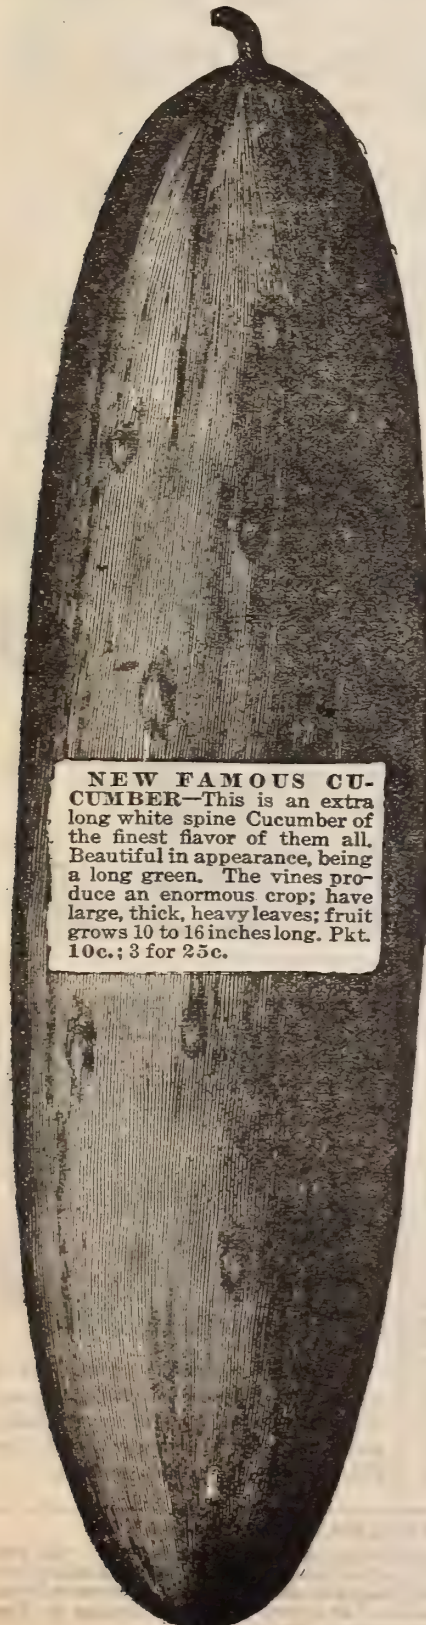 NEW FAMOUS CU-
CUMBER—This is an extra
long white spine Cucumber of
the finest flavor of them all.
Beautiful in appearance, being
a long green. The vines pro-
duce an enormous crop; have
large, thick, heavy leaves; fruit
grows 10 to 16 inches long. Pkt.
10c.; 3 for 25c.